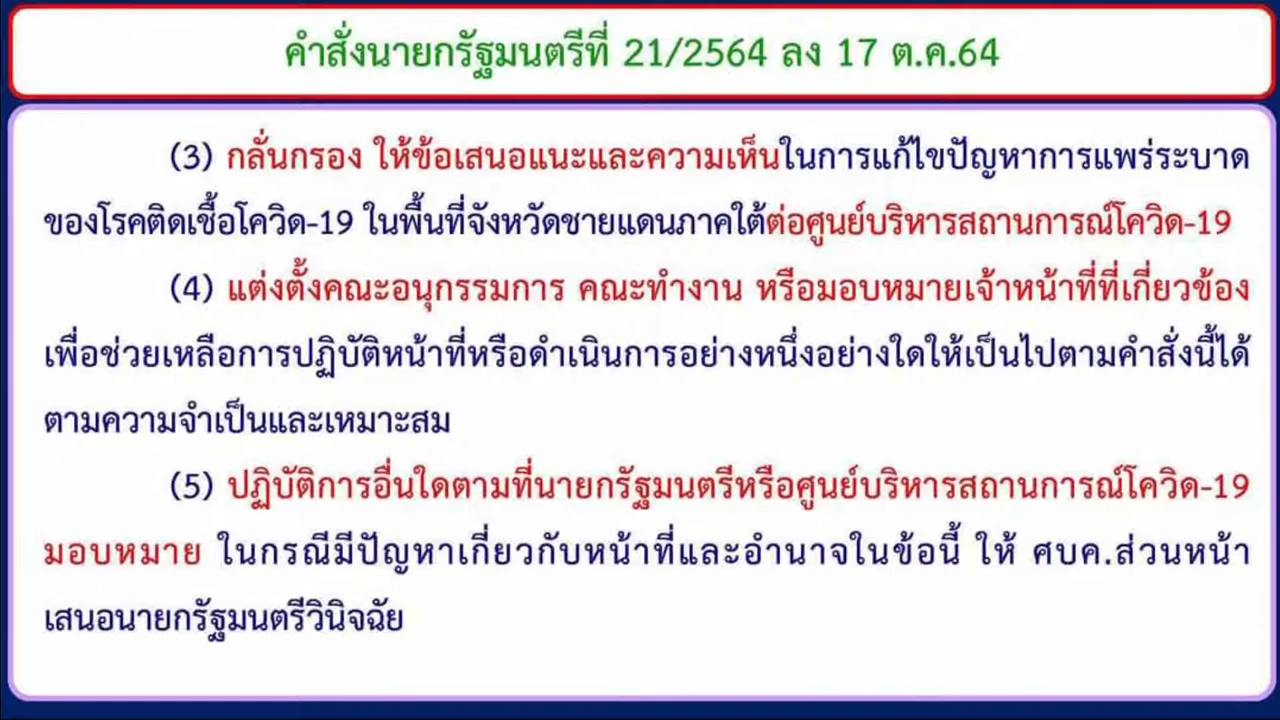 คำสั่งนายกรัฐมนตรีที่ 21/2564 ลง 17 ต.ค.64
(3) กลั่นกรอง ให้ข้อเสนอแนะและความเห็นในการแก้ไขปัญหาการแพร่ระบาด
ของโรคติดเชื้อโควิด-19 ในพื้นที่จังหวัดชายแดนภาคใต้ต่อศูนย์บริหารสถานการณ์โควิด-19
(4) แต่งตั้งคณะอนุกรรมการ คณะทำงาน หรือมอบหมายเจ้าหน้าที่ที่เกี่ยวข้อง
เพื่อช่วยเหลือการปฏิบัติหน้าที่หรือดำเนินการอย่างหนึ่งอย่างใดให้เป็นไปตามคำสั่งนี้ได้
ตามความจำเป็นและเหมาะสม
(5) ปฏิบัติการอื่นใดตามที่นายกรัฐมนตรีหรือศูนย์บริหารสถานการณ์โควิด-19
มอบหมาย ในกรณีมีปัญหาเกี่ยวกับหน้าที่และอำนาจในข้อนี้ ให้ ศบค.ส่วนหน้า
เสนอนายกรัฐมนตรีวินิจฉัย